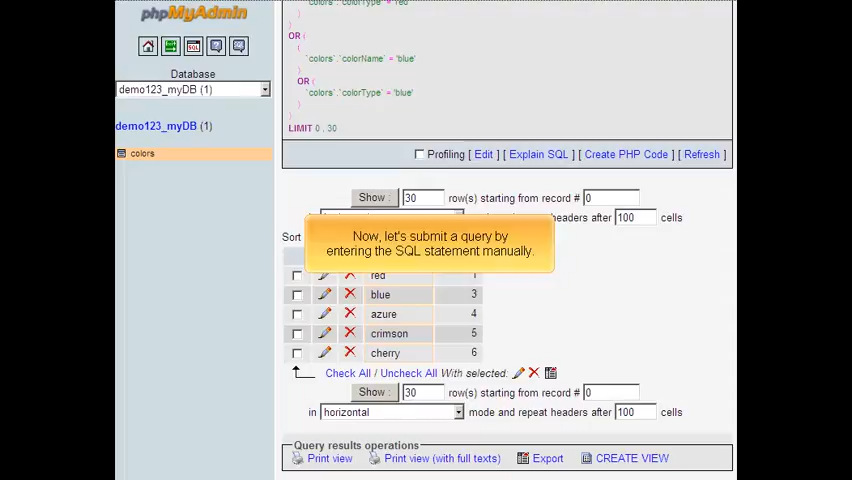 phpMyAdmin
Database
demo123_myDB (1)
demo123_myDB (1)
colors
`colors`.`colorType` = 'red'
)
OR (
(
`colors`.`colorName` = 'blue'
)
OR (
`colors`.`colorType` = 'blue'
)
LIMIT 0 , 30
Profiling [ Edit ] [ Explain SQL ] [ Create PHP Code ] [ Refresh ]
Show : 30 row(s) starting from record # 0
headers after 100 cells
Sort
Now, let's submit a query by
entering the SQL statement manually.
red 1
blue 3
azure 4
crimson 5
cherry 6
Check All / Uncheck All With selected:
Show : 30 row(s) starting from record # 0
in horizontal mode and repeat headers after 100 cells
Query results operations
Print view Print view (with full texts) Export CREATE VIEW